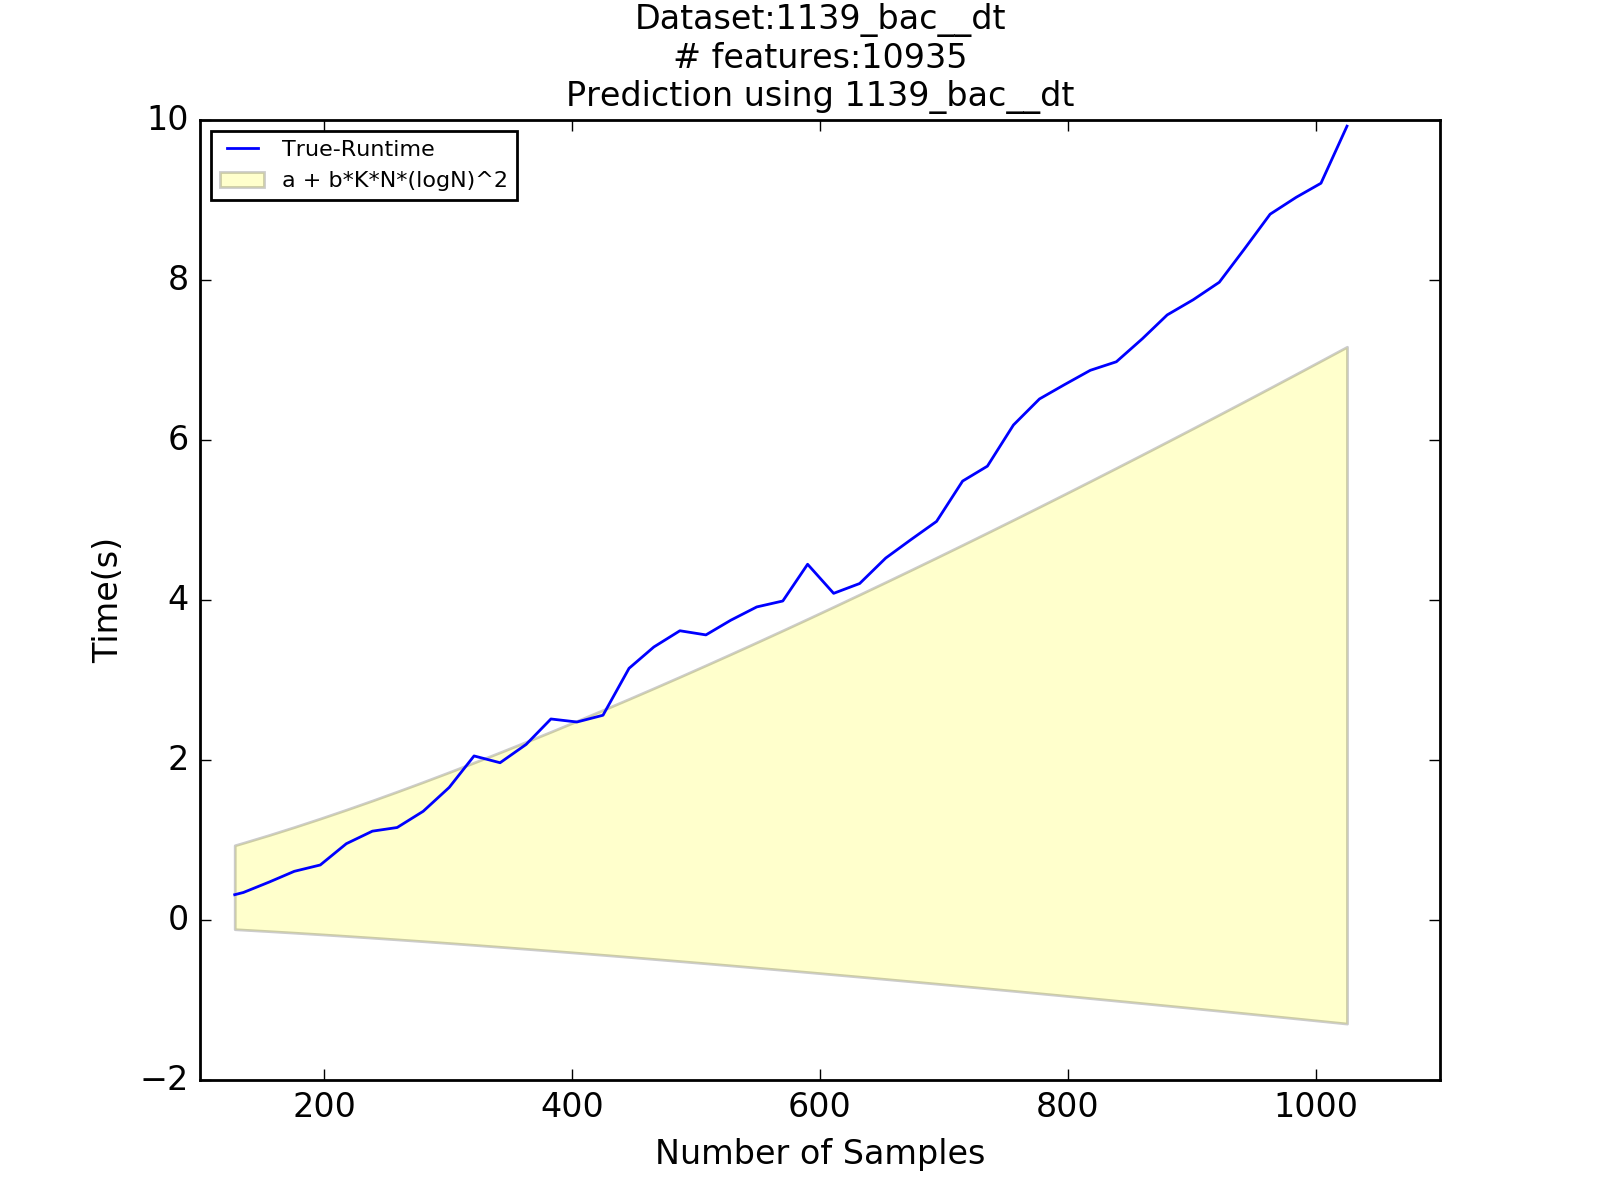 Dataset:1139_bac__dt
# features:10935
Prediction using 1139_bac__dt
True-Runtime
a + b*K*N*(logN)^2
10
8
6
4
2
0
−2
Time(s)
200 400 600 800 1000
Number of Samples